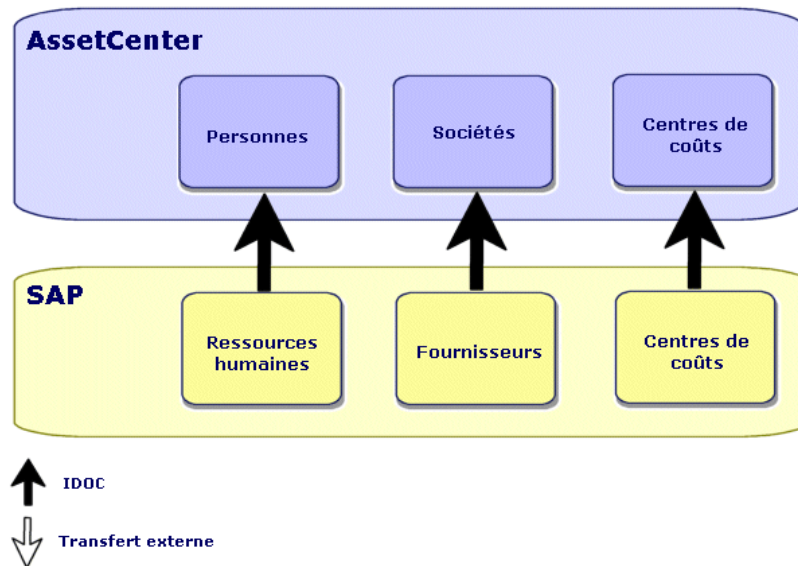 AssetCenter
Personnes
Sociétés
Centres de
coûts
SAP
Ressources
humaines
Fournisseurs
Centres de
coûts
IDOC
Transfert externe